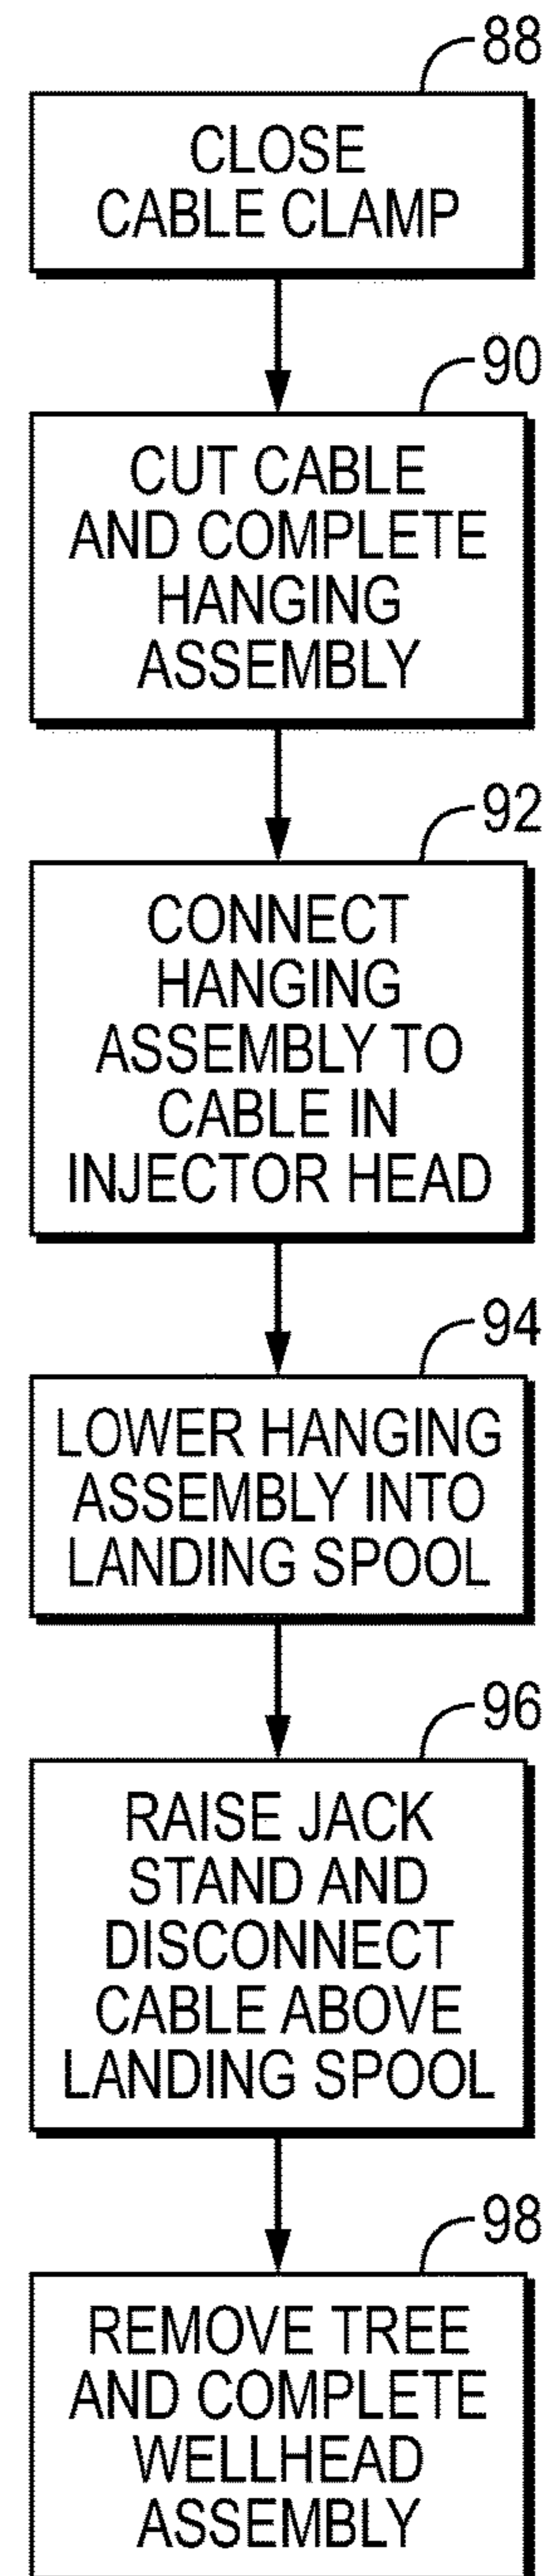 88
CLOSE
CABLE CLAMP
90
CUT CABLE
AND COMPLETE
HANGING
ASSEMBLY
92
CONNECT
HANGING
ASSEMBLY TO
CABLE IN
INJECTOR HEAD
94
LOWER HANGING
ASSEMBLY INTO
LANDING SPOOL
96
RAISE JACK
STAND AND
DISCONNECT
CABLE ABOVE
LANDING SPOOL
98
REMOVE TREE
AND COMPLETE
WELLHEAD
ASSEMBLY